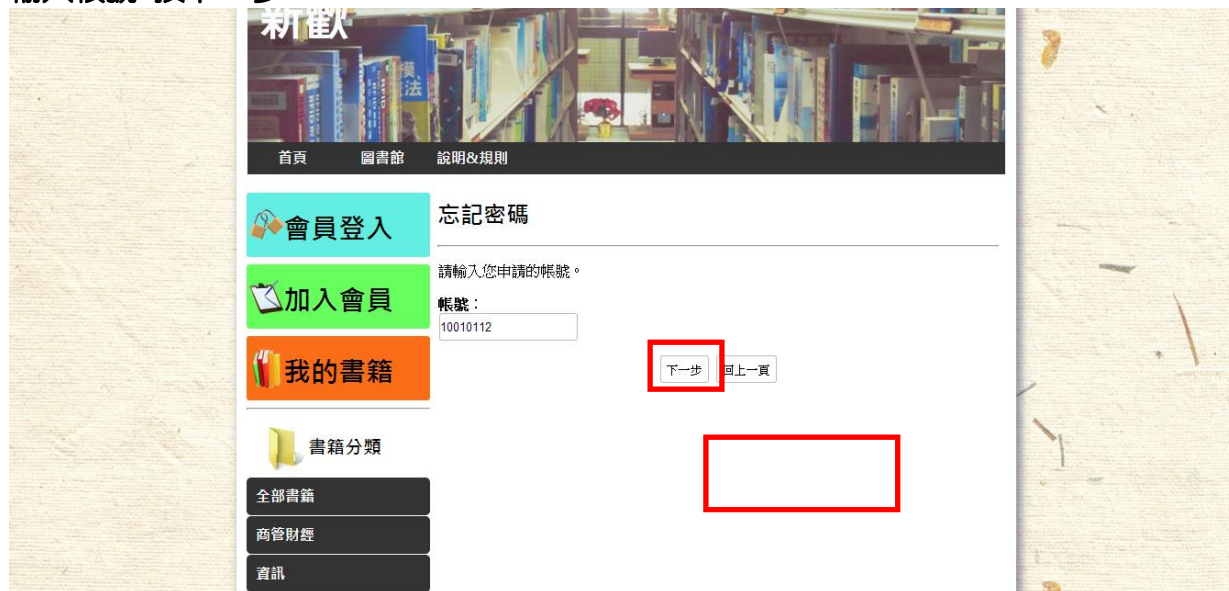 新歡
首頁 圖書館 說明&規則
會員登入
加入會員
我的書籍
書籍分類
全部書籍
商管財經
資訊
忘記密碼
請輸入您申請的帳號。
帳號：
10010112
下一步 回上一頁